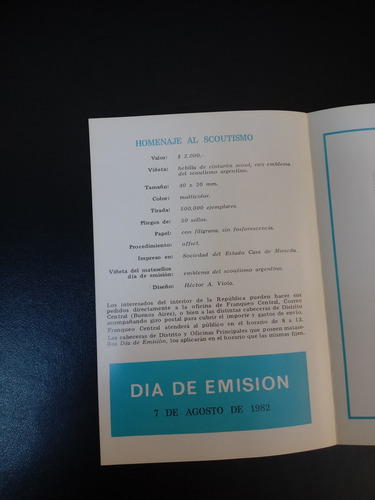 HOMENAJE AL SCOUTISMO
Valor: $ 2.000,-
Viñeta: hebilla de cinturón scout, con emblema
del scoutismo argentino.
Tamaño: 40 x 30 mm.
Color: multicolor.
Tirada: 500.000 ejemplares.
Pliegos de: 50 sellos.
Papel: con filigrana, sin fosforescencia.
Procedimiento: offset.
Impreso en: Sociedad del Estado Casa de Moneda.
Viñeta del matasellos
día de emisión: emblema del scoutismo argentino.
Diseño: Héctor A. Viola.
Los interesados del interior de la República pueden hacer sus
pedidos directamente a la oficina de Franqueo Central, Correo
Central (Buenos Aires), o bien a las distintas cabeceras de Distrito
acompañando giro postal para cubrir el importe y gastos de envío.
Franqueo Central atenderá al público en el horario de 8 a 13.
Las cabeceras de Distrito y Oficinas Principales que poseen matase-
llos Día de Emisión, los aplicarán en el horario que las mismas fijen.
DIA DE EMISION
7 DE AGOSTO DE 1982